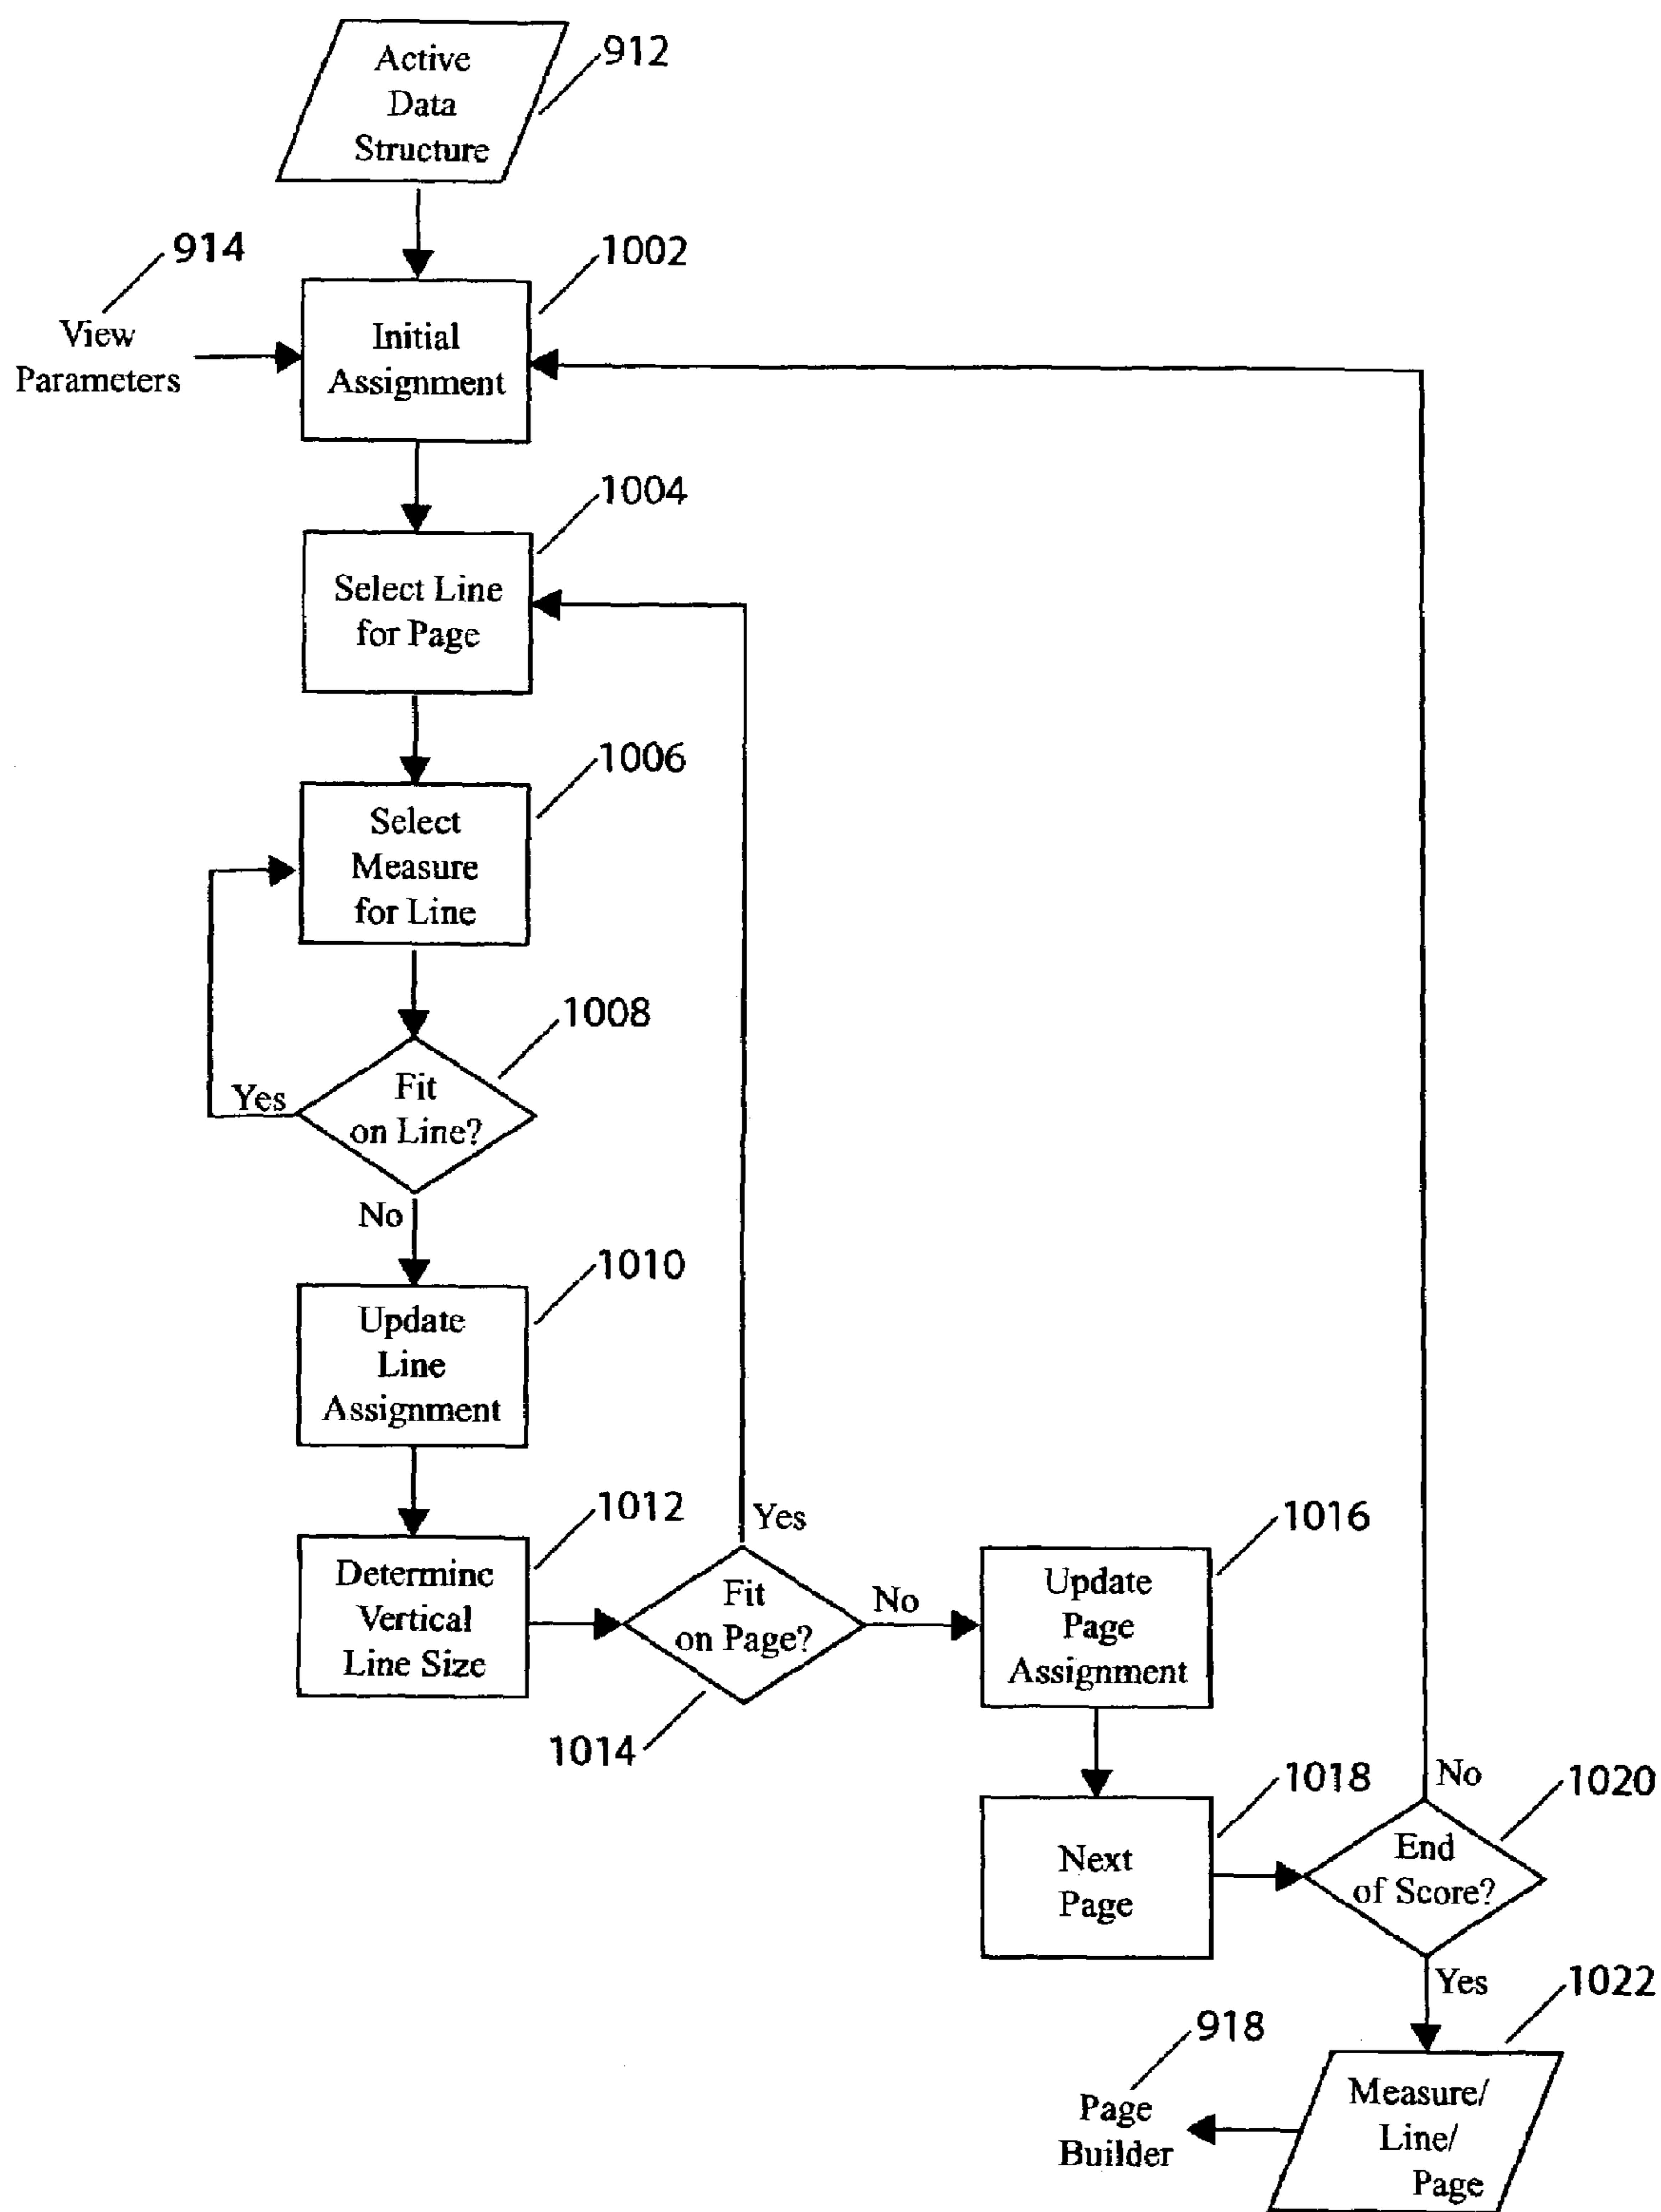 Active
Data
Structure
912
914
View
Parameters
1002
Initial
Assignment
1004
Select Line
for Page
1006
Select
Measure
for Line
1008
Fit
on Line?
Yes
No
1010
Update
Line
Assignment
1012
Determine
Vertical
Line Size
Yes
Fit
on Page?
1014
No
1016
Update
Page
Assignment
1018
Next
Page
No
1020
End
of Score?
Yes
1022
918
Page
Builder
Measure/
Line/
Page